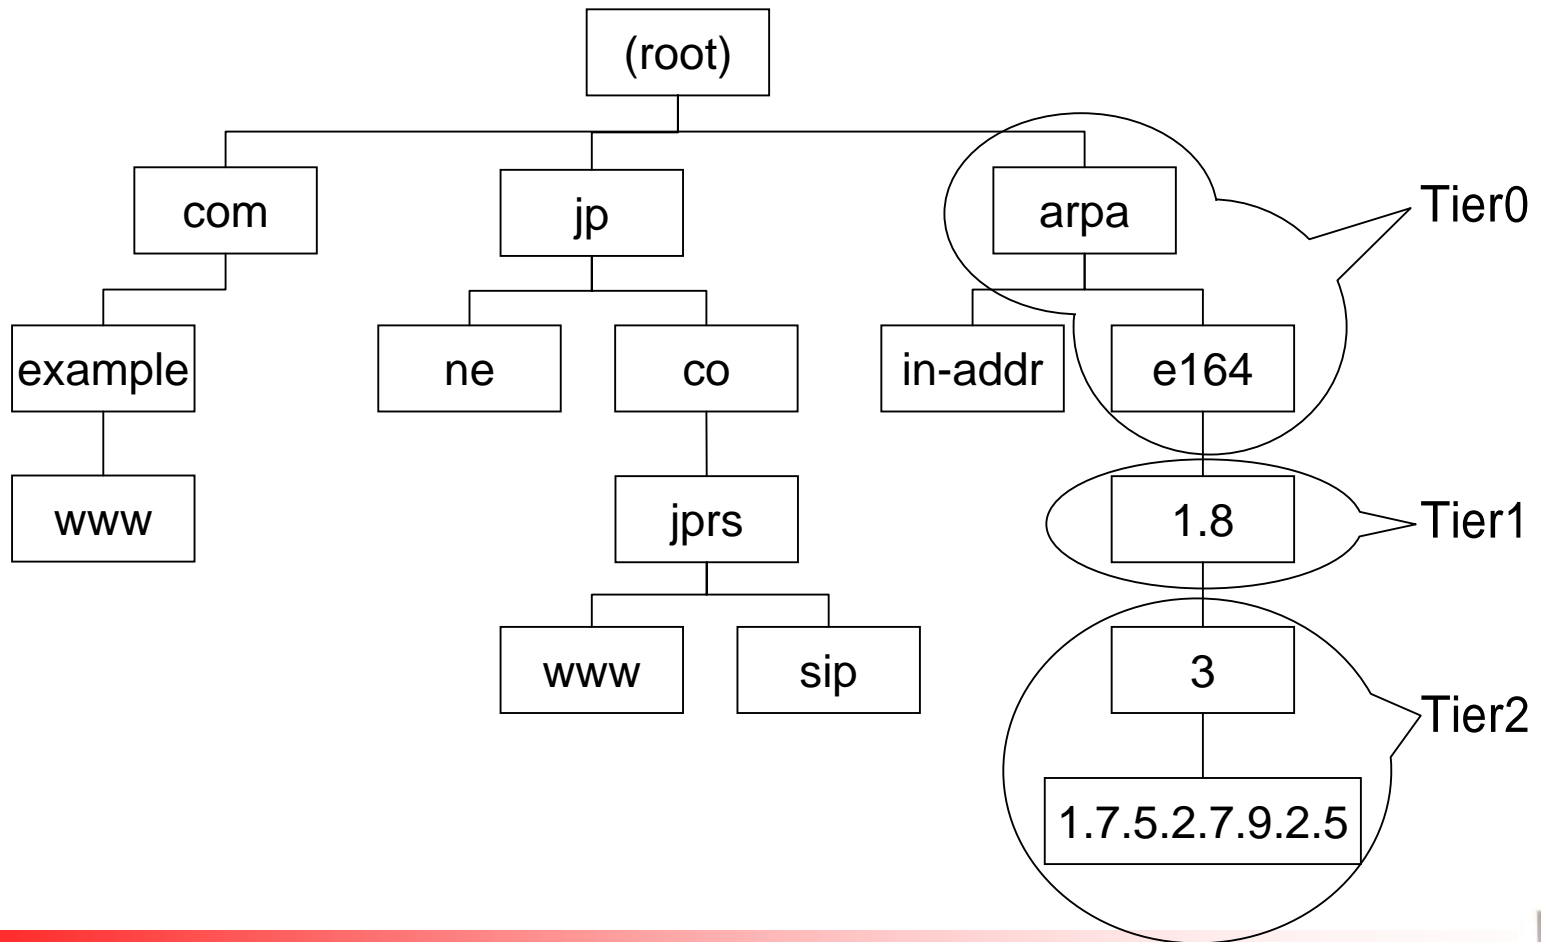 (root)
com
jp
arpa
Tier0
example
ne
co
in-addr
e164
www
jprs
1.8
Tier1
www
sip
3
Tier2
1.7.5.2.7.9.2.5